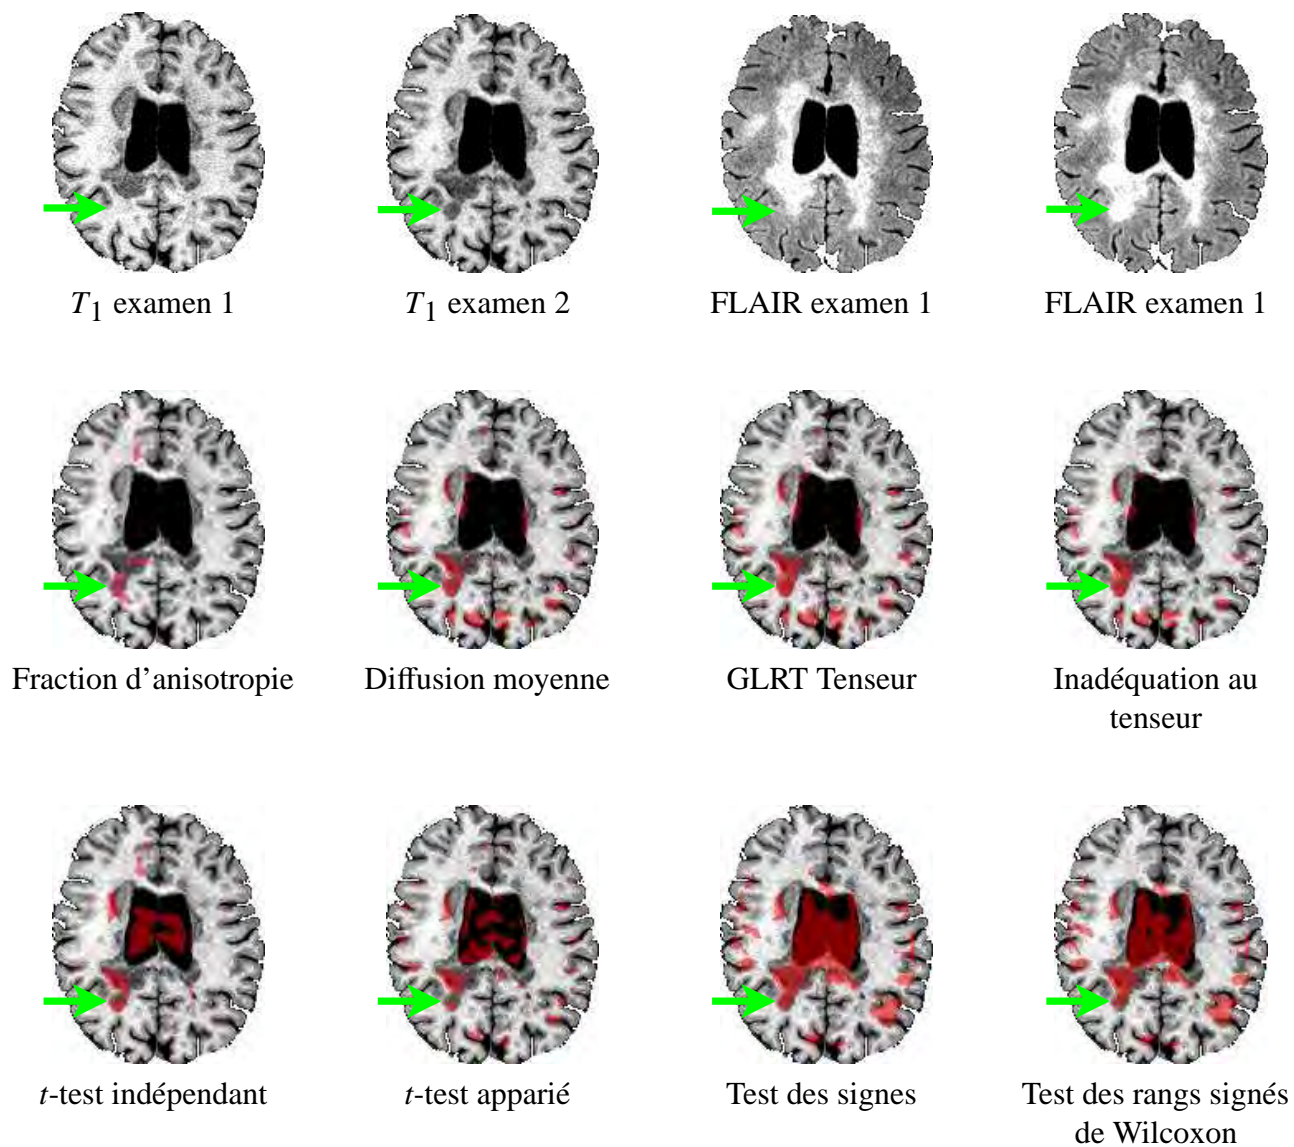 T1 examen 1
T1 examen 2
FLAIR examen 1
FLAIR examen 1
Fraction d’anisotropie
Diffusion moyenne
GLRT Tenseur
Inadéquation au
tenseur
t-test indépendant
t-test apparié
Test des signes
Test des rangs signés
de Wilcoxon